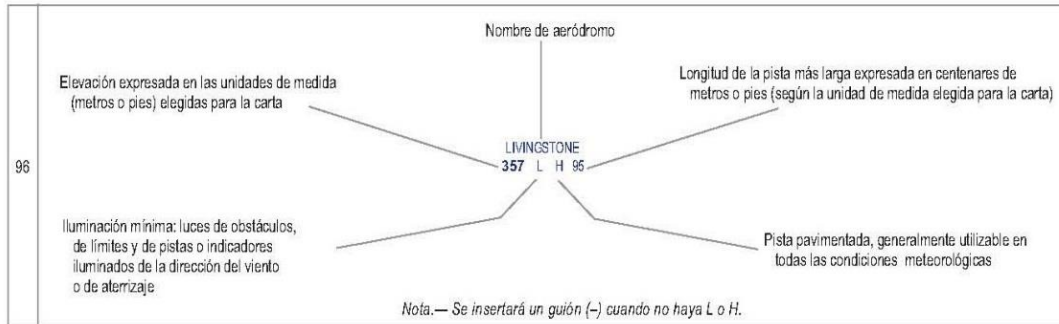 Nombre de aeródromo
Elevación expresada en las unidades de medida
(metros o pies) elegidas para la carta
Longitud de la pista más larga expresada en centenares de
metros o pies (según la unidad de medida elegida para la carta)
96
LIVINGSTONE
357 L H 95
Iluminación mínima: luces de obstáculos,
de límites y de pistas o indicadores
iluminados de la dirección del viento
o de aterrizaje
Pista pavimentada, generalmente utilizable en
todas las condiciones meteorológicas
Nota.— Se insertará un guión (–) cuando no haya L o H.